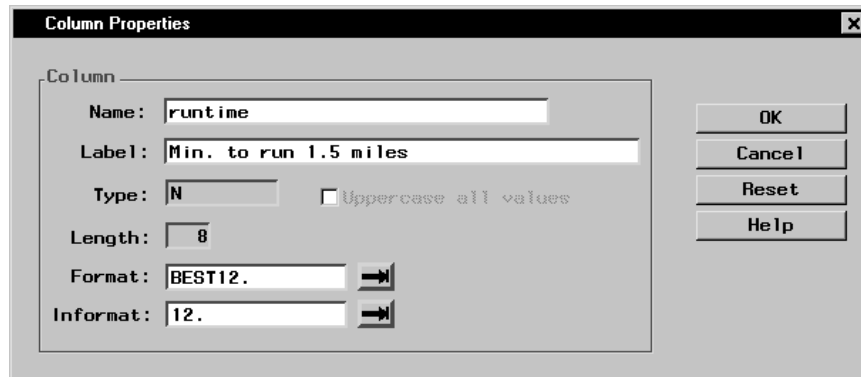 Column Properties
Column
Name: runtime
Label: Min. to run 1.5 miles
Type: N Uppercase all values
Length: 8
Format: BEST12.
Informat: 12.
OK
Cancel
Reset
Help